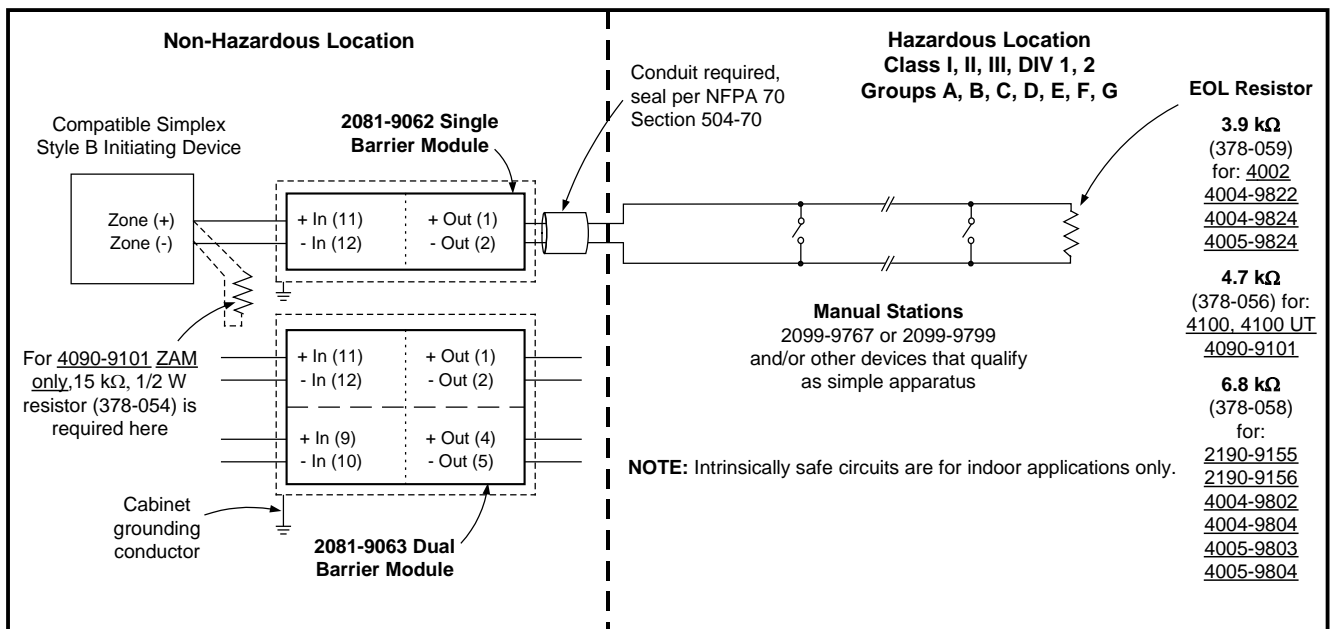 Non-Hazardous Location
Compatible Simplex
Style B Initiating Device
Zone (+)
Zone (-)
2081-9062 Single
Barrier Module
+ In (11)
- In (12)
+ Out (1)
- Out (2)
For 4090-9101 ZAM
only,15 kΩ, 1/2 W
resistor (378-054) is
required here
+ In (11)
- In (12)
+ Out (1)
- Out (2)
+ In (9)
- In (10)
+ Out (4)
- Out (5)
Cabinet
grounding
conductor
2081-9063 Dual
Barrier Module
Conduit required,
seal per NFPA 70
Section 504-70
Hazardous Location
Class I, II, III, DIV 1, 2
Groups A, B, C, D, E, F, G
Manual Stations
2099-9767 or 2099-9799
and/or other devices that qualify
as simple apparatus
NOTE: Intrinsically safe circuits are for indoor applications only.
EOL Resistor
3.9 kΩ
(378-059)
for: 4002
4004-9822
4004-9824
4005-9824
4.7 kΩ
(378-056) for:
4100, 4100 UT
4090-9101
6.8 kΩ
(378-058)
for:
2190-9155
2190-9156
4004-9802
4004-9804
4005-9803
4005-9804